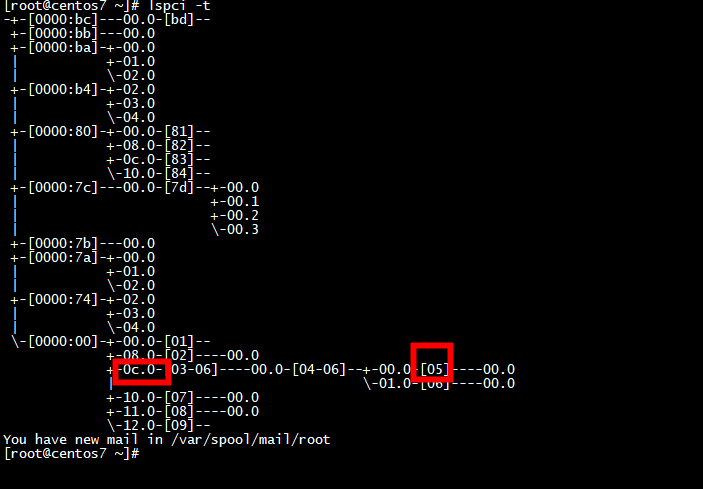 [root@centos7 ~]# lspci -t
-+-[0000:bc]---00.0-[bd]--
 +-[0000:bb]---00.0
 +-[0000:ba]-+-00.0
 |           +-01.0
 |           \-02.0
 +-[0000:b4]-+-02.0
 |           +-03.0
 |           \-04.0
 +-[0000:80]-+-00.0-[81]--
 |           +-08.0-[82]--
 |           +-0c.0-[83]--
 |           \-10.0-[84]--
 +-[0000:7c]---00.0-[7d]--+-00.0
 |                        +-00.1
 |                        +-00.2
 |                        \-00.3
 +-[0000:7b]---00.0
 +-[0000:7a]-+-00.0
 |           +-01.0
 |           \-02.0
 +-[0000:74]-+-02.0
 |           +-03.0
 |           \-04.0
 \-[0000:00]-+-00.0-[01]--
             +-08.0-[02]----00.0
             +-0c.0-[03-06]----00.0-[04-06]--+-00.0-[05]----00.0
             |                               \-01.0-[06]----00.0
             +-10.0-[07]----00.0
             +-11.0-[08]----00.0
             \-12.0-[09]--
You have new mail in /var/spool/mail/root
[root@centos7 ~]#